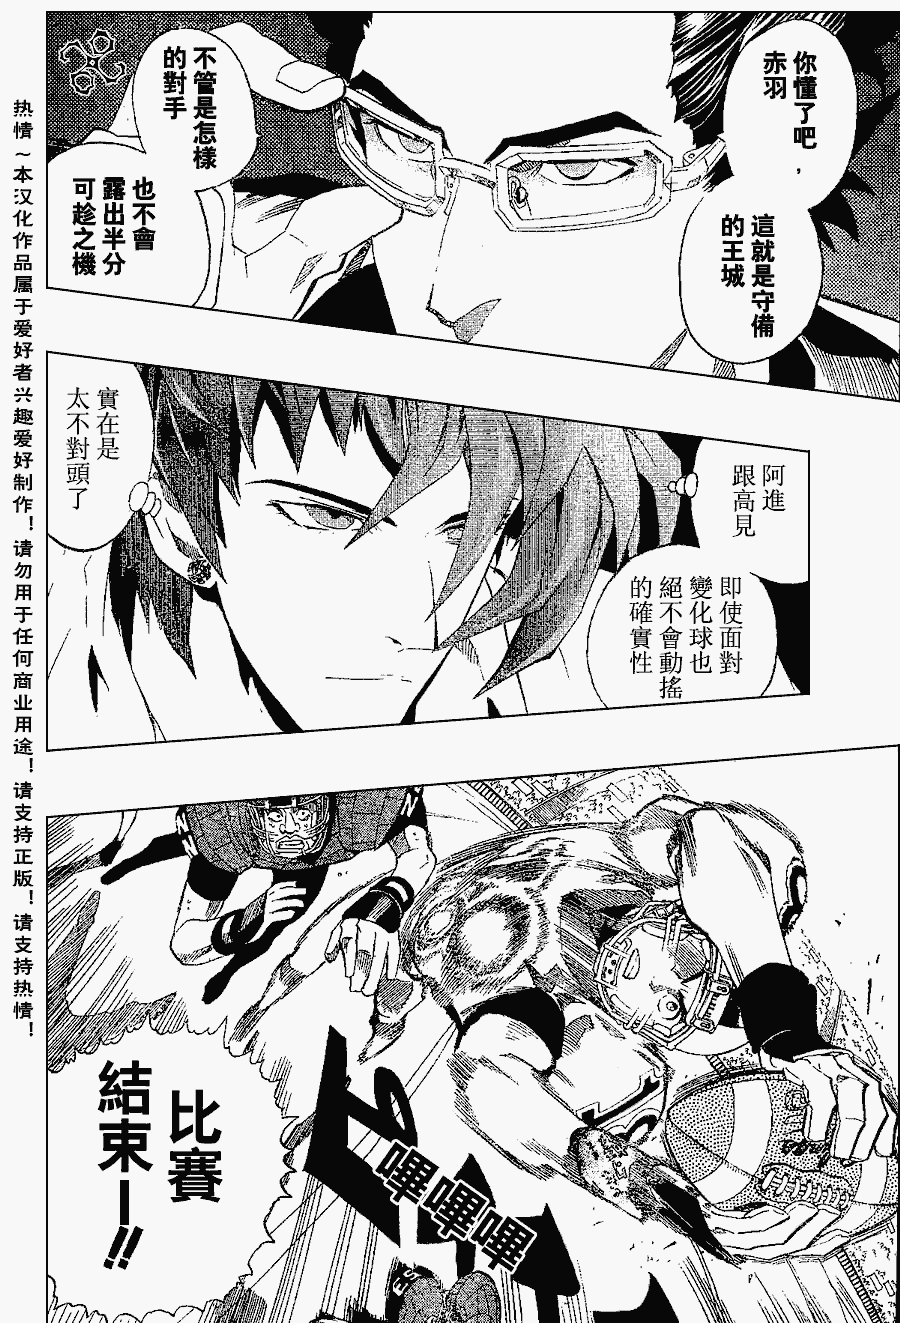 你懂了吧，
赤羽
這就是守備
的王城
不管是怎樣
的對手
也不會
露出半分
可趁之機
阿進
跟高見
即使面對
變化球也
絕不會動搖
的確實性
實在是
太不對頭了
比賽
結束ー!!
嗶嗶嗶
热情～本汉化作品属于爱好者兴趣爱好制作！请勿用于任何商业用途！请支持正版！请支持热情！